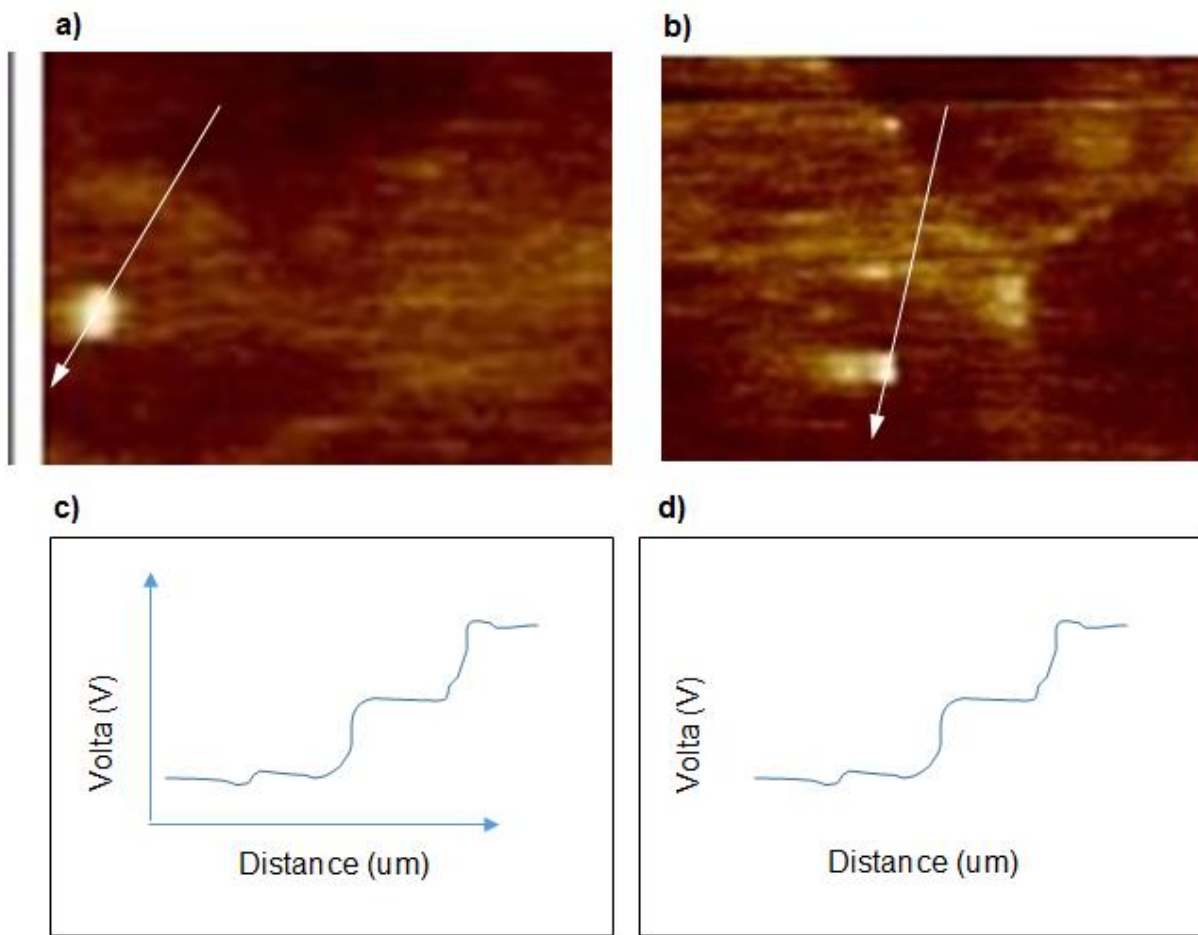 a)
b)
c)
d)
Volta (V)
Distance (um)
Volta (V)
Distance (um)